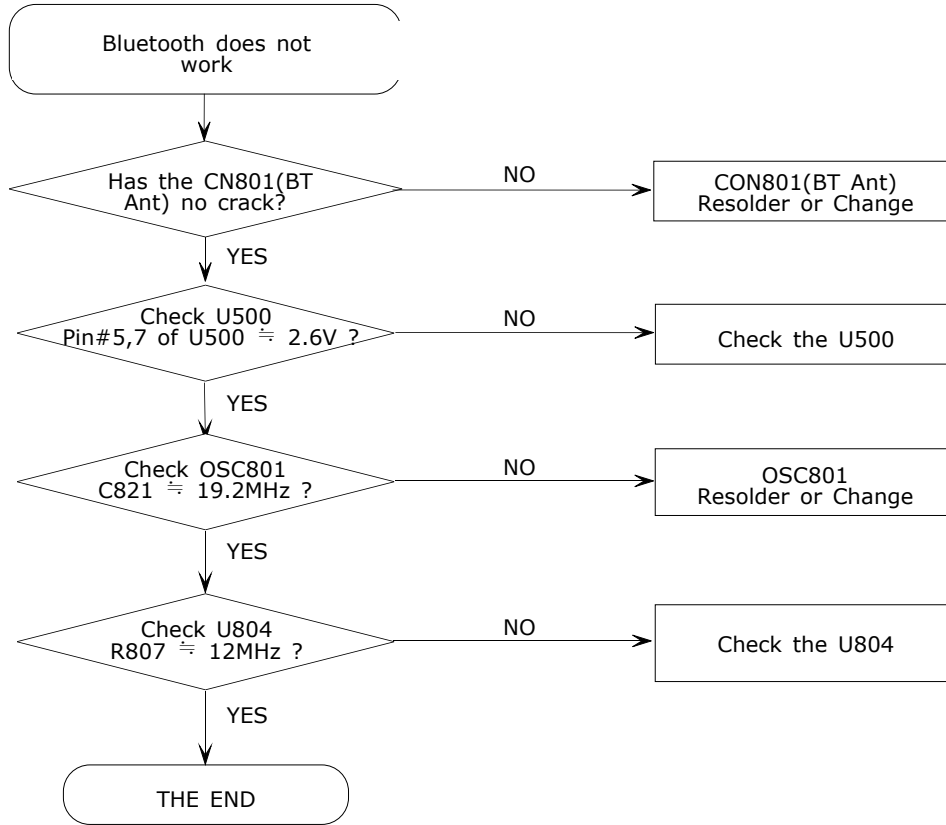 Bluetooth does not
work
Has the CN801(BT
Ant) no crack?
NO
CON801(BT Ant)
Resolder or Change
YES
Check U500
Pin#5,7 of U500 ≒ 2.6V ?
NO
Check the U500
YES
Check OSC801
C821 ≒ 19.2MHz ?
NO
OSC801
Resolder or Change
YES
Check U804
R807 ≒ 12MHz ?
NO
Check the U804
YES
THE END